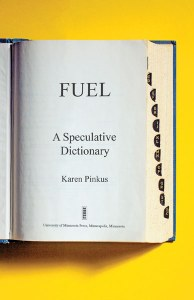 FUEL
A Speculative
Dictionary
Karen Pinkus
University of Minnesota Press, Minneapolis, Minnesota